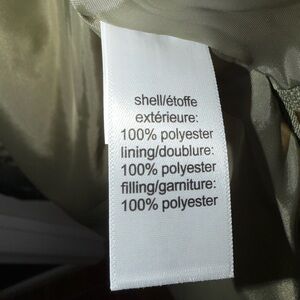 shell/étoffe
extérieure:
100% polyester
lining/doublure:
100% polyester
filling/garniture:
100% polyester